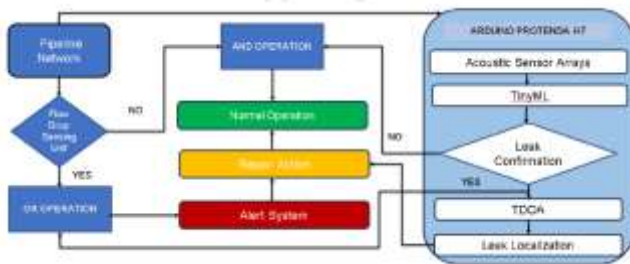 ARDUINO PROTENDA H7
Pipeline
Network
AND OPERATION
Acoustic Sensor Arrays
TinyML
Flow
Drop
Sensing
Unit
NO
Normal Operation
NO
Leak
Confirmation
Repair Action
YES
YES
OR OPERATION
Alert System
TDOA
Leak Localization